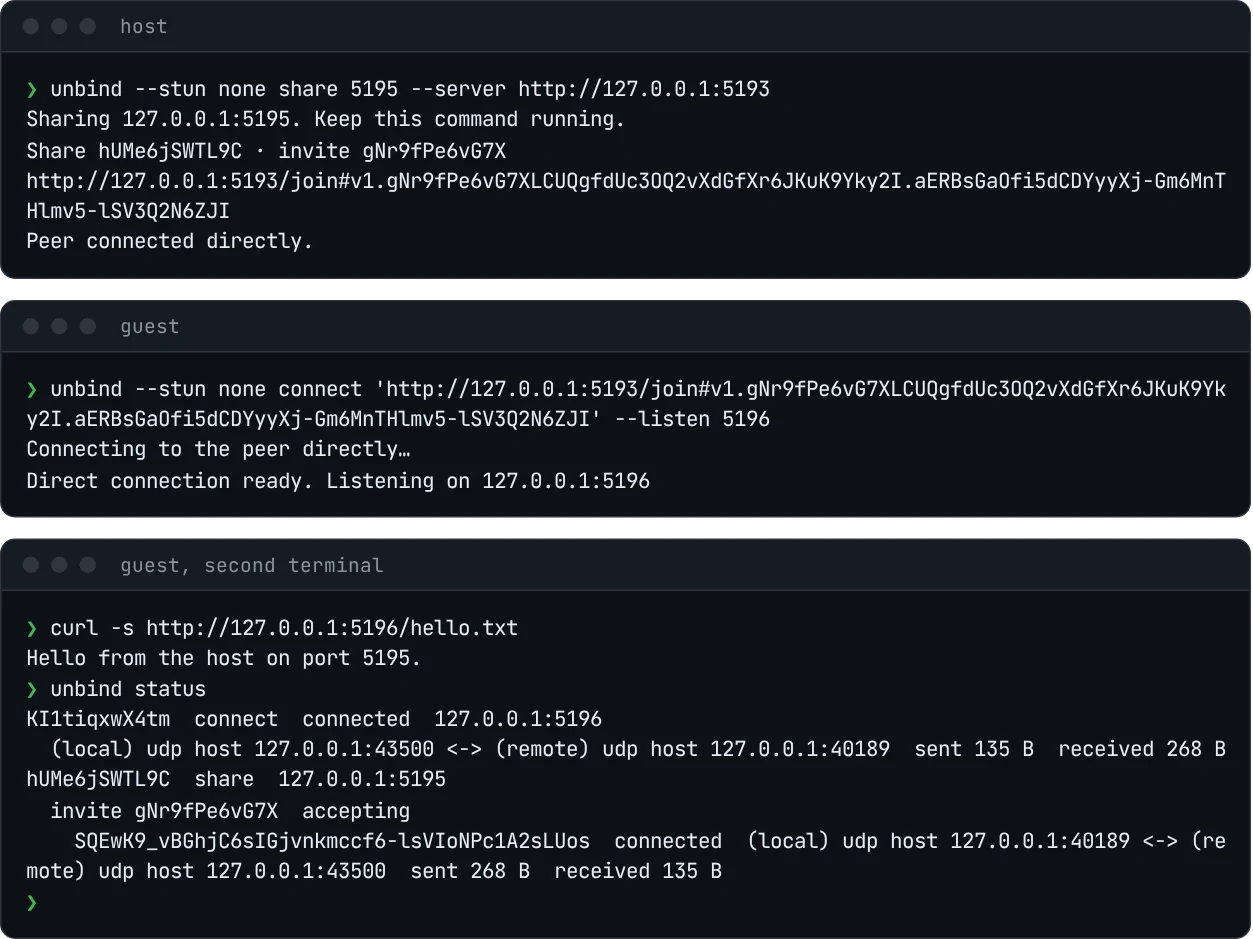 host
❯ unbind --stun none share 5195 --server http://127.0.0.1:5193
Sharing 127.0.0.1:5195. Keep this command running.
Share hUMe6jSWTL9C · invite gNr9fPe6vG7X
http://127.0.0.1:5193/join#v1.gNr9fPe6vG7XLCUQgfdUc3OQ2vXdGfXr6JKuK9Yky2I.aERBsGaOfi5dCDYyyXj-Gm6MnT
Hlmv5-lSV3Q2N6ZJI
Peer connected directly.
guest
❯ unbind --stun none connect 'http://127.0.0.1:5193/join#v1.gNr9fPe6vG7XLCUQgfdUc3OQ2vXdGfXr6JKuK9Yk
y2I.aERBsGaOfi5dCDYyyXj-Gm6MnTHlmv5-lSV3Q2N6ZJI' --listen 5196
Connecting to the peer directly…
Direct connection ready. Listening on 127.0.0.1:5196
guest, second terminal
❯ curl -s http://127.0.0.1:5196/hello.txt
Hello from the host on port 5195.
❯ unbind status
KI1tiqxwX4tm  connect  connected  127.0.0.1:5196
  (local) udp host 127.0.0.1:43500 <-> (remote) udp host 127.0.0.1:40189  sent 135 B  received 268 B
hUMe6jSWTL9C  share  127.0.0.1:5195
  invite gNr9fPe6vG7X  accepting
    SQEwK9_vBGhjC6sIGjvnkmccf6-lsVIoNPc1A2sLUos  connected  (local) udp host 127.0.0.1:40189 <-> (re
mote) udp host 127.0.0.1:43500  sent 268 B  received 135 B
❯